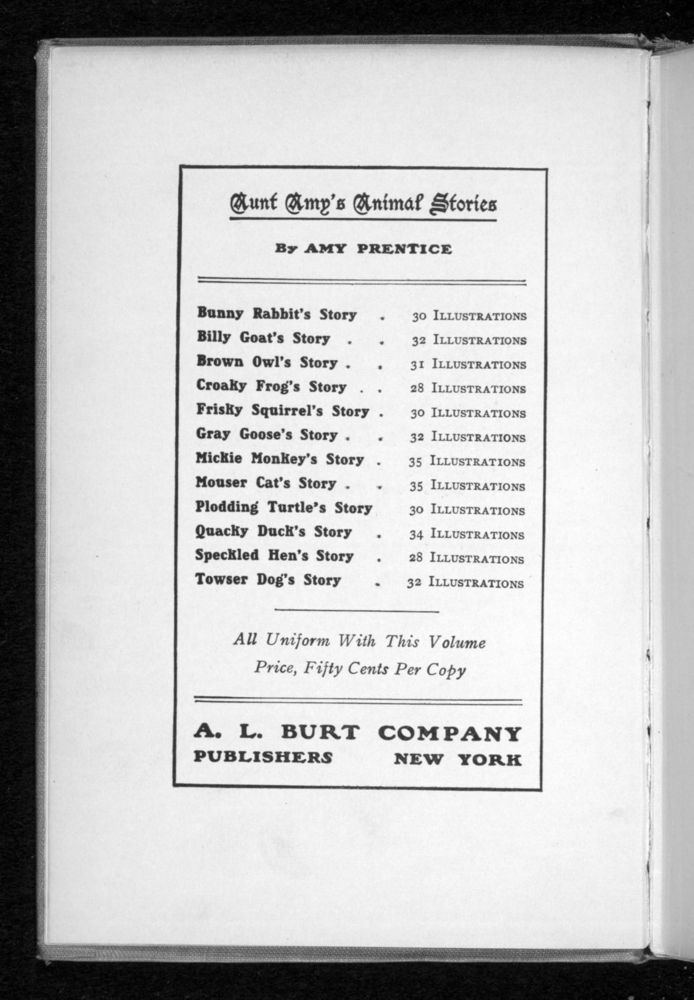 Aunt Amy's Animal Stories
By AMY PRENTICE
Bunny Rabbit's Story . 30 ILLUSTRATIONS
Billy Goat's Story . . 32 ILLUSTRATIONS
Brown Owl's Story . . 31 ILLUSTRATIONS
Croaky Frog's Story . . 28 ILLUSTRATIONS
Frisky Squirrel's Story . 30 ILLUSTRATIONS
Gray Goose's Story . . 32 ILLUSTRATIONS
Mickie Monkey's Story . 35 ILLUSTRATIONS
Mouser Cat's Story . . 35 ILLUSTRATIONS
Plodding Turtle's Story 30 ILLUSTRATIONS
Quacky Duck's Story . 34 ILLUSTRATIONS
Speckled Hen's Story . 28 ILLUSTRATIONS
Towser Dog's Story . 32 ILLUSTRATIONS
All Uniform With This Volume
Price, Fifty Cents Per Copy
A. L. BURT COMPANY
PUBLISHERS NEW YORK